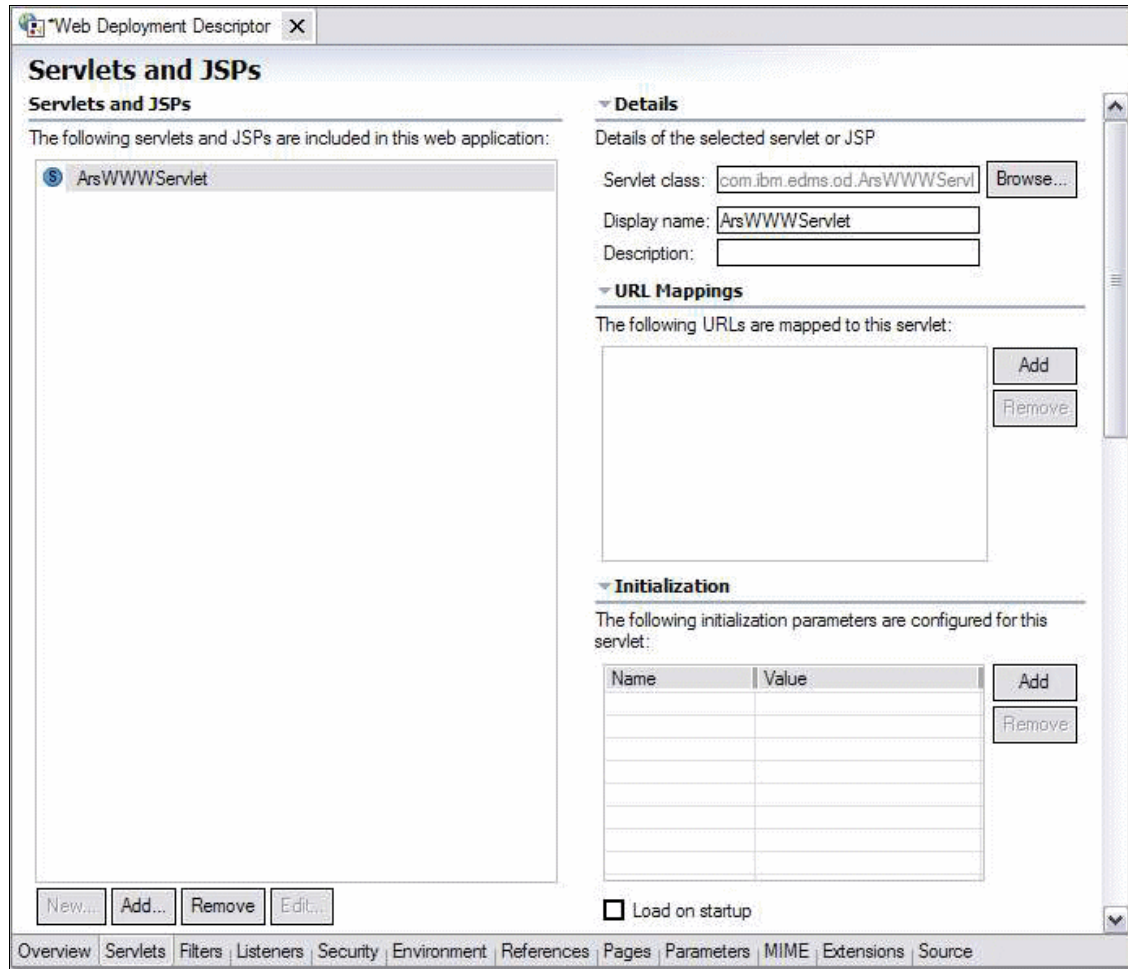 *Web Deployment Descriptor
Servlets and JSPs
Servlets and JSPs
The following servlets and JSPs are included in this web application:
S ArsWWWServlet
New... Add... Remove Edit...
Details
Details of the selected servlet or JSP
Servlet class: com.ibm.edms.od.ArsWWWServl Browse...
Display name: ArsWWWServlet
Description:
URL Mappings
The following URLs are mapped to this servlet:
Add
Remove
Initialization
The following initialization parameters are configured for this
servlet:
Name Value
Add
Remove
Load on startup
Overview Servlets Filters Listeners Security Environment References Pages Parameters MIME Extensions Source